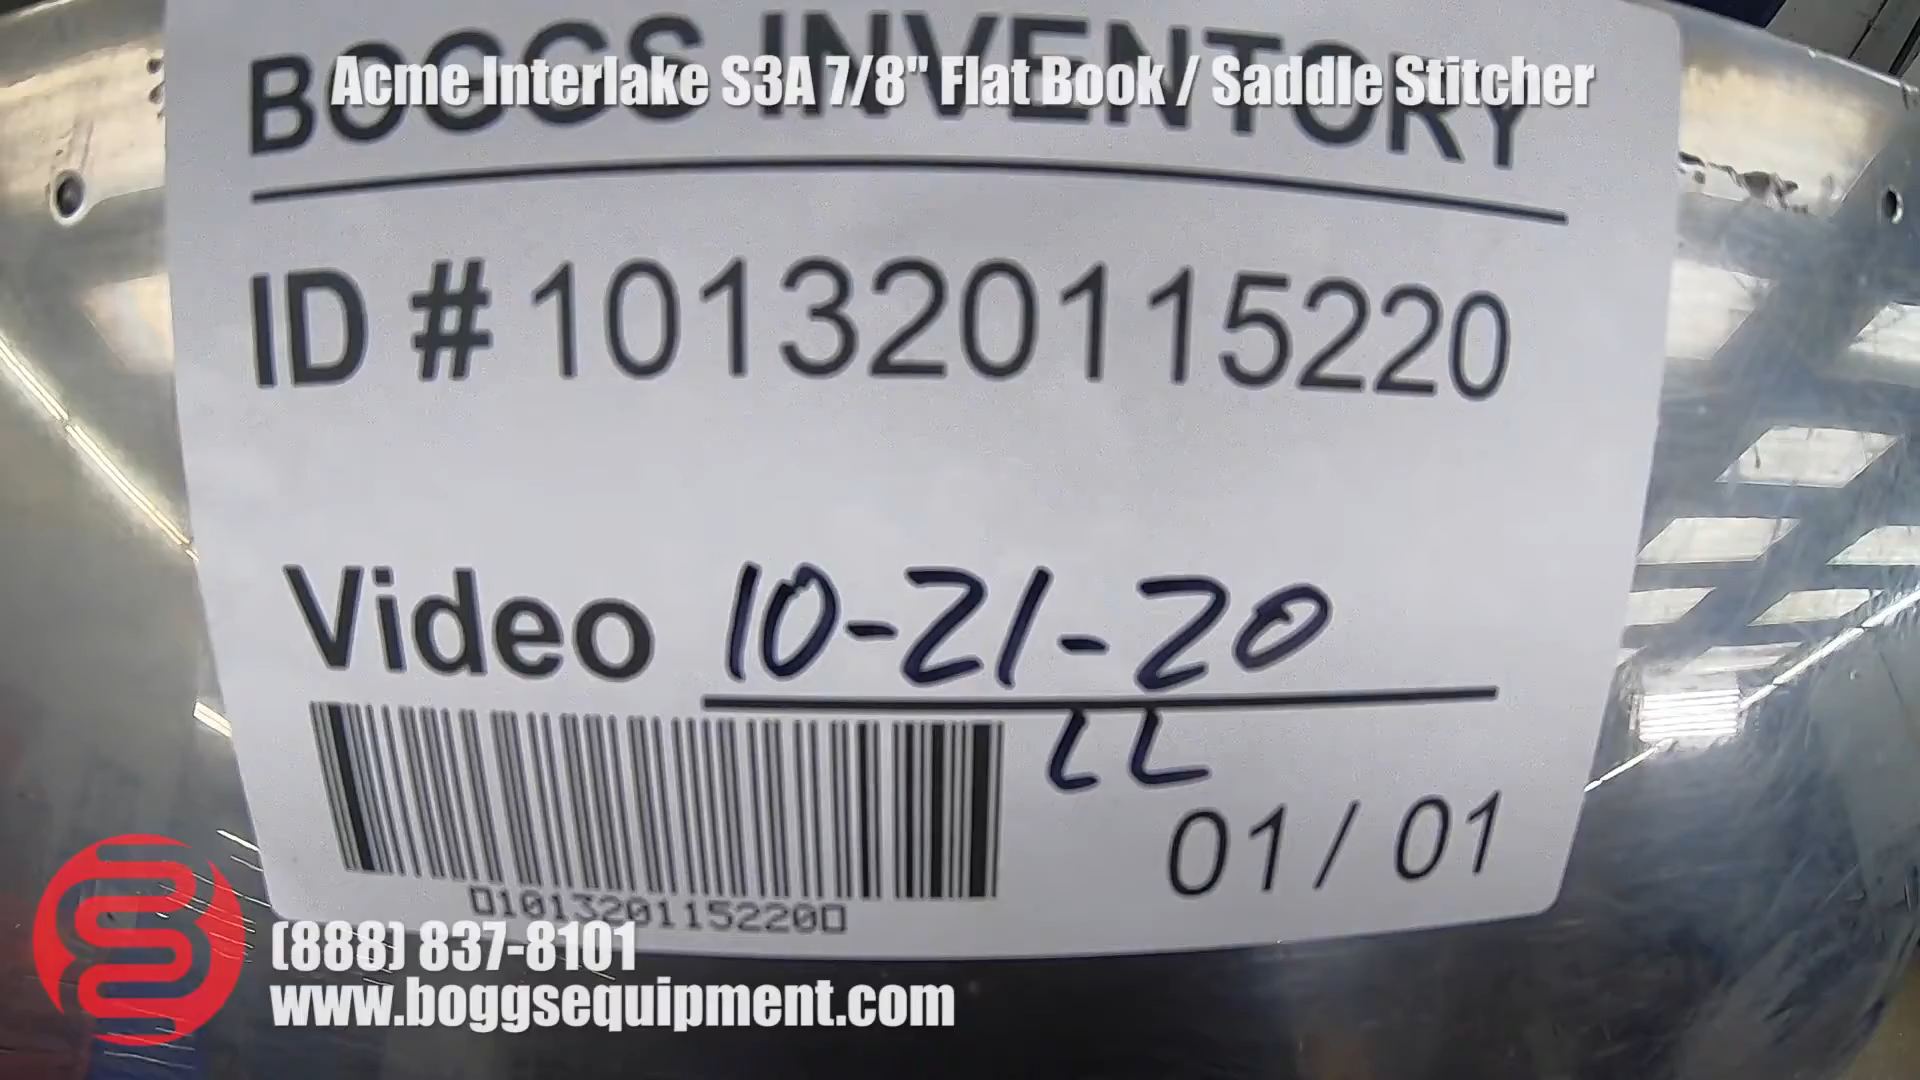 Acme Interlake S3A 7/8" Flat Book / Saddle Stitcher
BOGGS INVENTORY
ID # 101320115220
Video 10-21-20
LL
01 / 01
101320115220
(888) 837-8101
www.boggsequipment.com